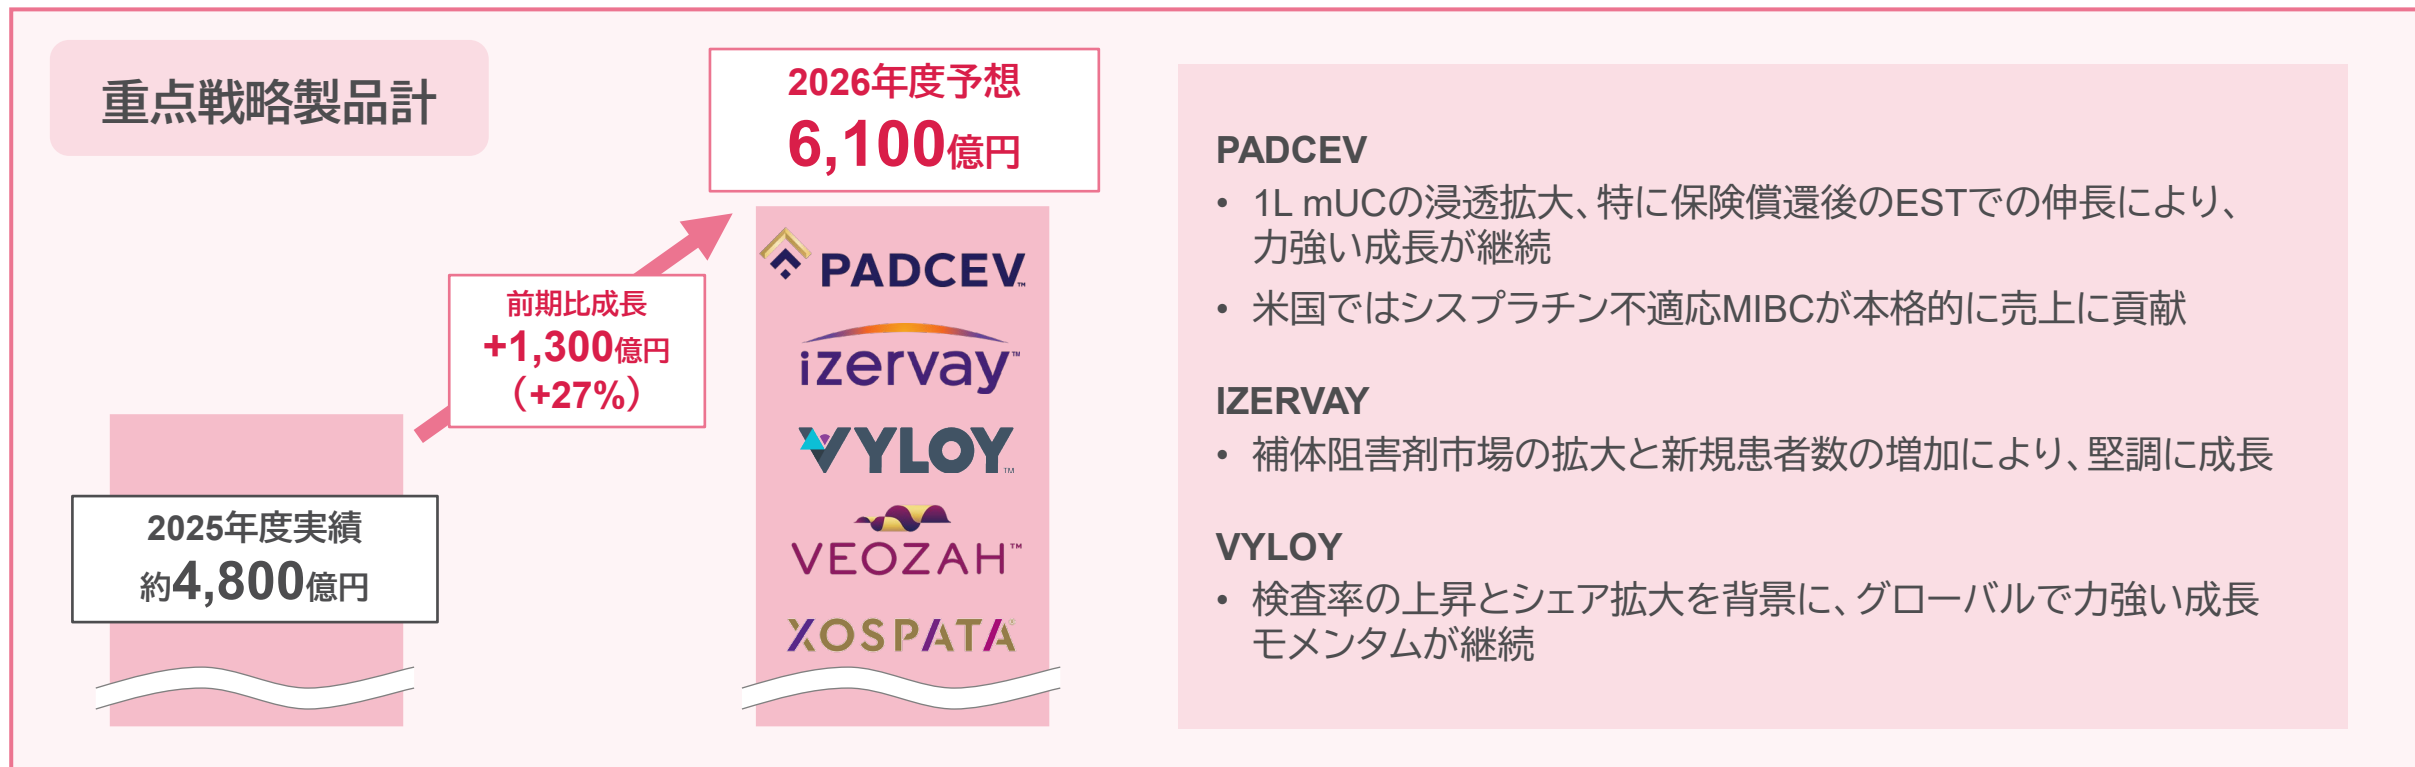 重点戦略製品計
2025年度実績
約4,800億円
前期比成長
+1,300億円
(+27%)
2026年度予想
6,100億円
PADCEV™
izervay™
VYLOY™
VEOZAH™
XOSPATA®
PADCEV
• 1L mUCの浸透拡大、特に保険償還後のESTでの伸長により、
力強い成長が継続
• 米国ではシスプラチン不適応MIBCが本格的に売上に貢献
IZERVAY
• 補体阻害剤市場の拡大と新規患者数の増加により、堅調に成長
VYLOY
• 検査率の上昇とシェア拡大を背景に、グローバルで力強い成長
モメンタムが継続